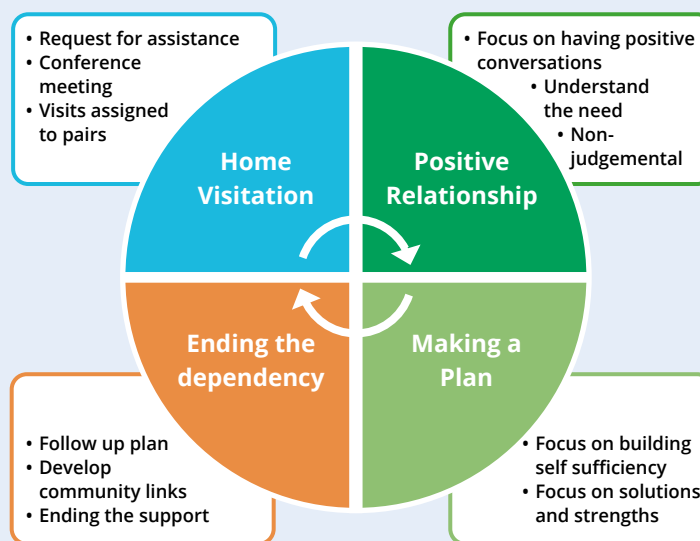 • Request for assistance
• Conference
meeting
• Visits assigned
to pairs
• Focus on having positive
conversations
• Understand
the need
• Non-
judgemental
Home
Visitation
Positive
Relationship
Ending the
dependency
Making a
Plan
• Follow up plan
• Develop
community links
• Ending the support
• Focus on building
self sufficiency
• Focus on solutions
and strengths